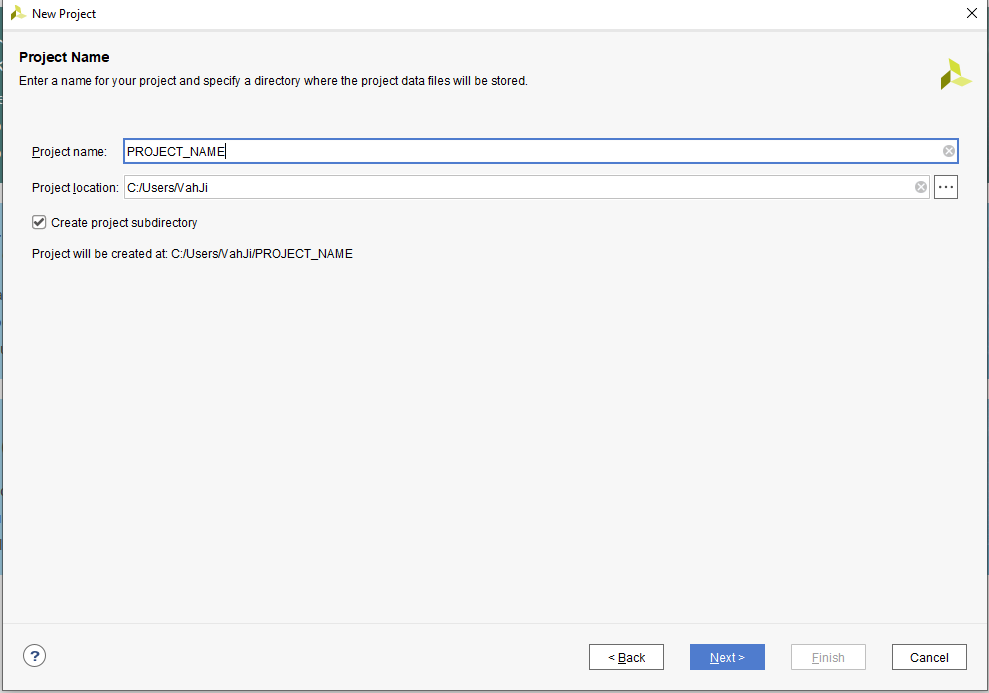 New Project
Project Name
Enter a name for your project and specify a directory where the project data files will be stored.
Project name: PROJECT_NAME
Project location: C:/Users/VahJi
Create project subdirectory
Project will be created at: C:/Users/VahJi/PROJECT_NAME
? < Back Next > Finish Cancel